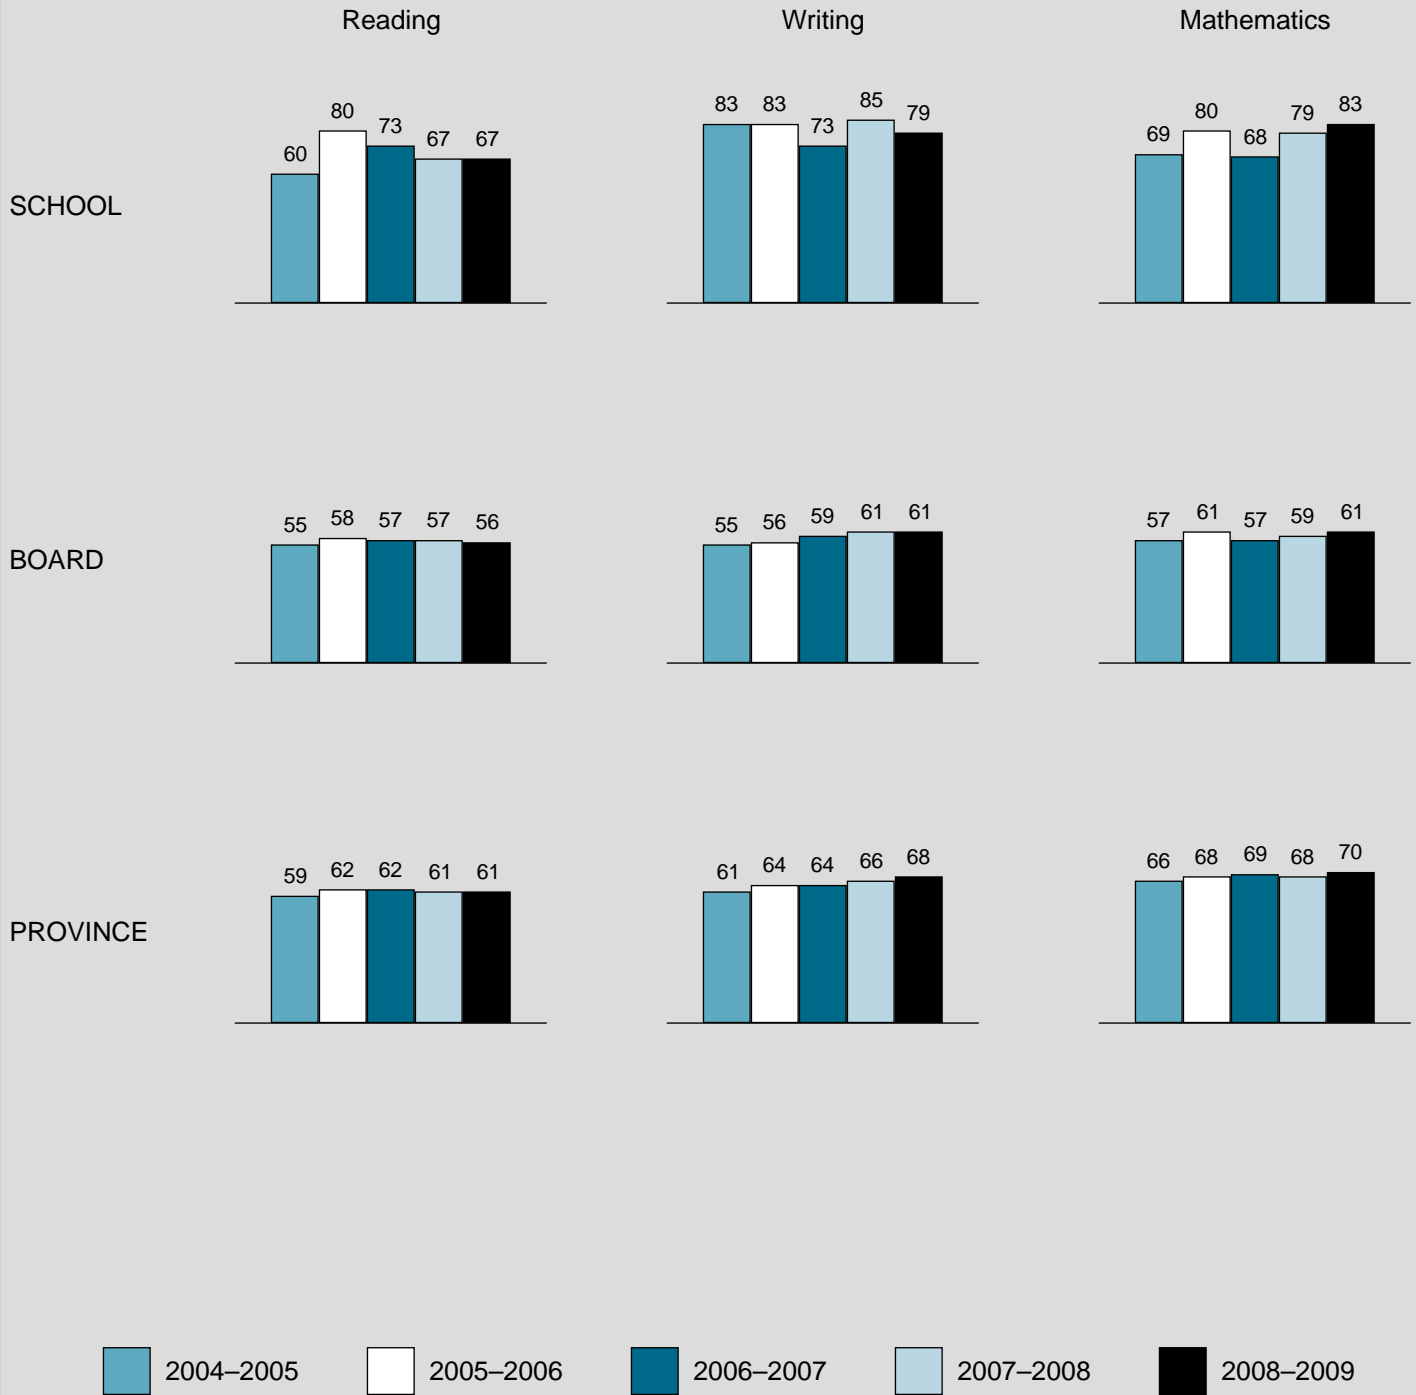 Reading Writing Mathematics
60 80 73 67 67 83 83 73 85 79 69 80 68 79 83
SCHOOL
55 58 57 57 56 55 56 59 61 61 57 61 57 59 61
BOARD
59 62 62 61 61 61 64 64 66 68 66 68 69 68 70
PROVINCE
2004–2005 2005–2006 2006–2007 2007–2008 2008–2009